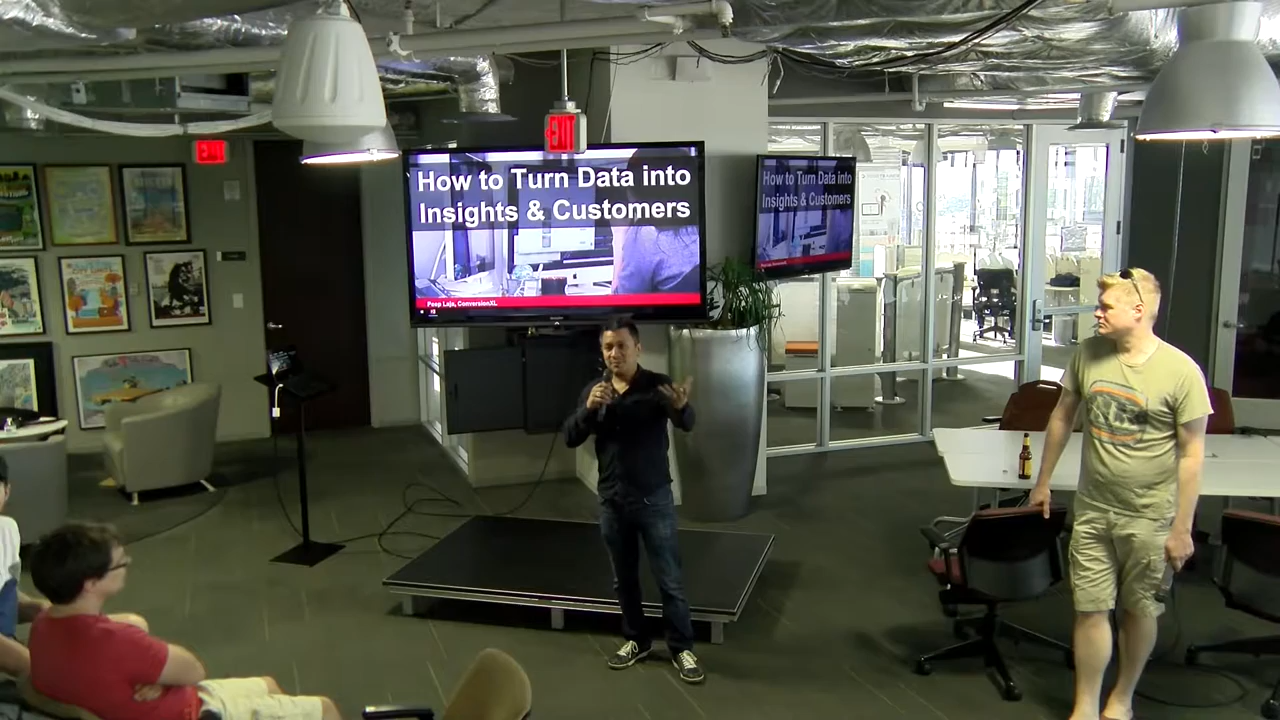 EXIT
EXIT
How to Turn Data into
Insights & Customers
Peep Laja, ConversionXL
How to Turn Data into
Insights & Customers